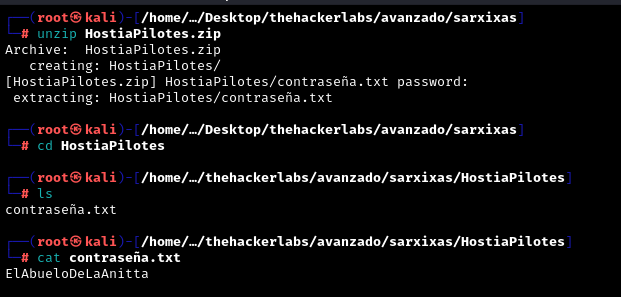 ┌──(root㉿kali)-[/home/…/Desktop/thehackerlabs/avanzado/sarxixas]
└─# unzip HostiaPilotes.zip
Archive:  HostiaPilotes.zip
   creating: HostiaPilotes/
[HostiaPilotes.zip] HostiaPilotes/contraseña.txt password:
 extracting: HostiaPilotes/contraseña.txt
┌──(root㉿kali)-[/home/…/Desktop/thehackerlabs/avanzado/sarxixas]
└─# cd HostiaPilotes
┌──(root㉿kali)-[/home/…/thehackerlabs/avanzado/sarxixas/HostiaPilotes]
└─# ls
contraseña.txt
┌──(root㉿kali)-[/home/…/thehackerlabs/avanzado/sarxixas/HostiaPilotes]
└─# cat contraseña.txt
ElAbueloDeLaAnitta